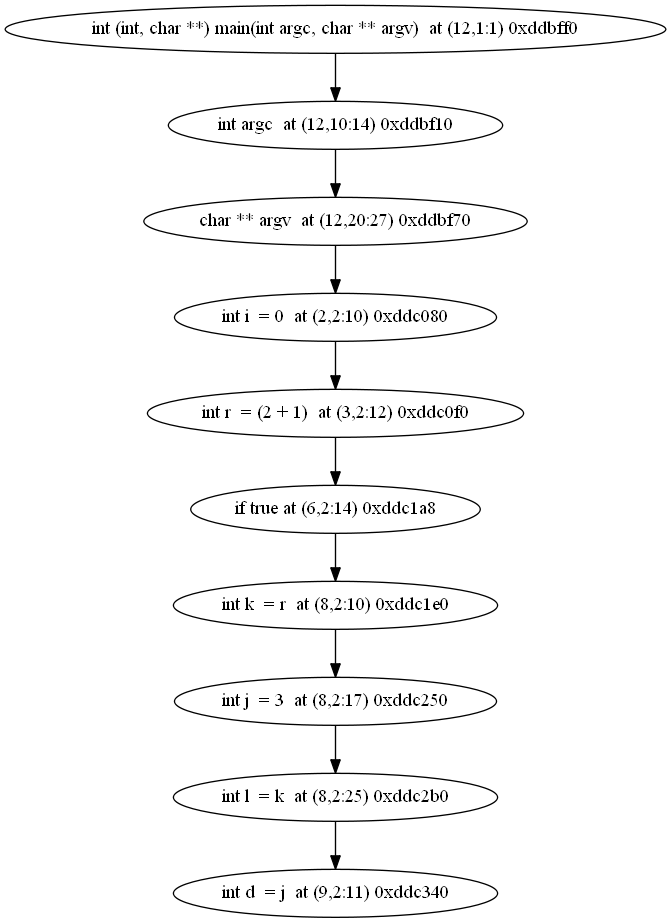 int (int, char **) main(int argc, char ** argv)  at (12,1:1) 0xddbff0
int argc  at (12,10:14) 0xddbf10
char ** argv  at (12,20:27) 0xddbf70
int i  = 0  at (2,2:10) 0xddc080
int r  = (2 + 1)  at (3,2:12) 0xddc0f0
if true at (6,2:14) 0xddc1a8
int k  = r  at (8,2:10) 0xddc1e0
int j  = 3  at (8,2:17) 0xddc250
int l  = k  at (8,2:25) 0xddc2b0
int d  = j  at (9,2:11) 0xddc340